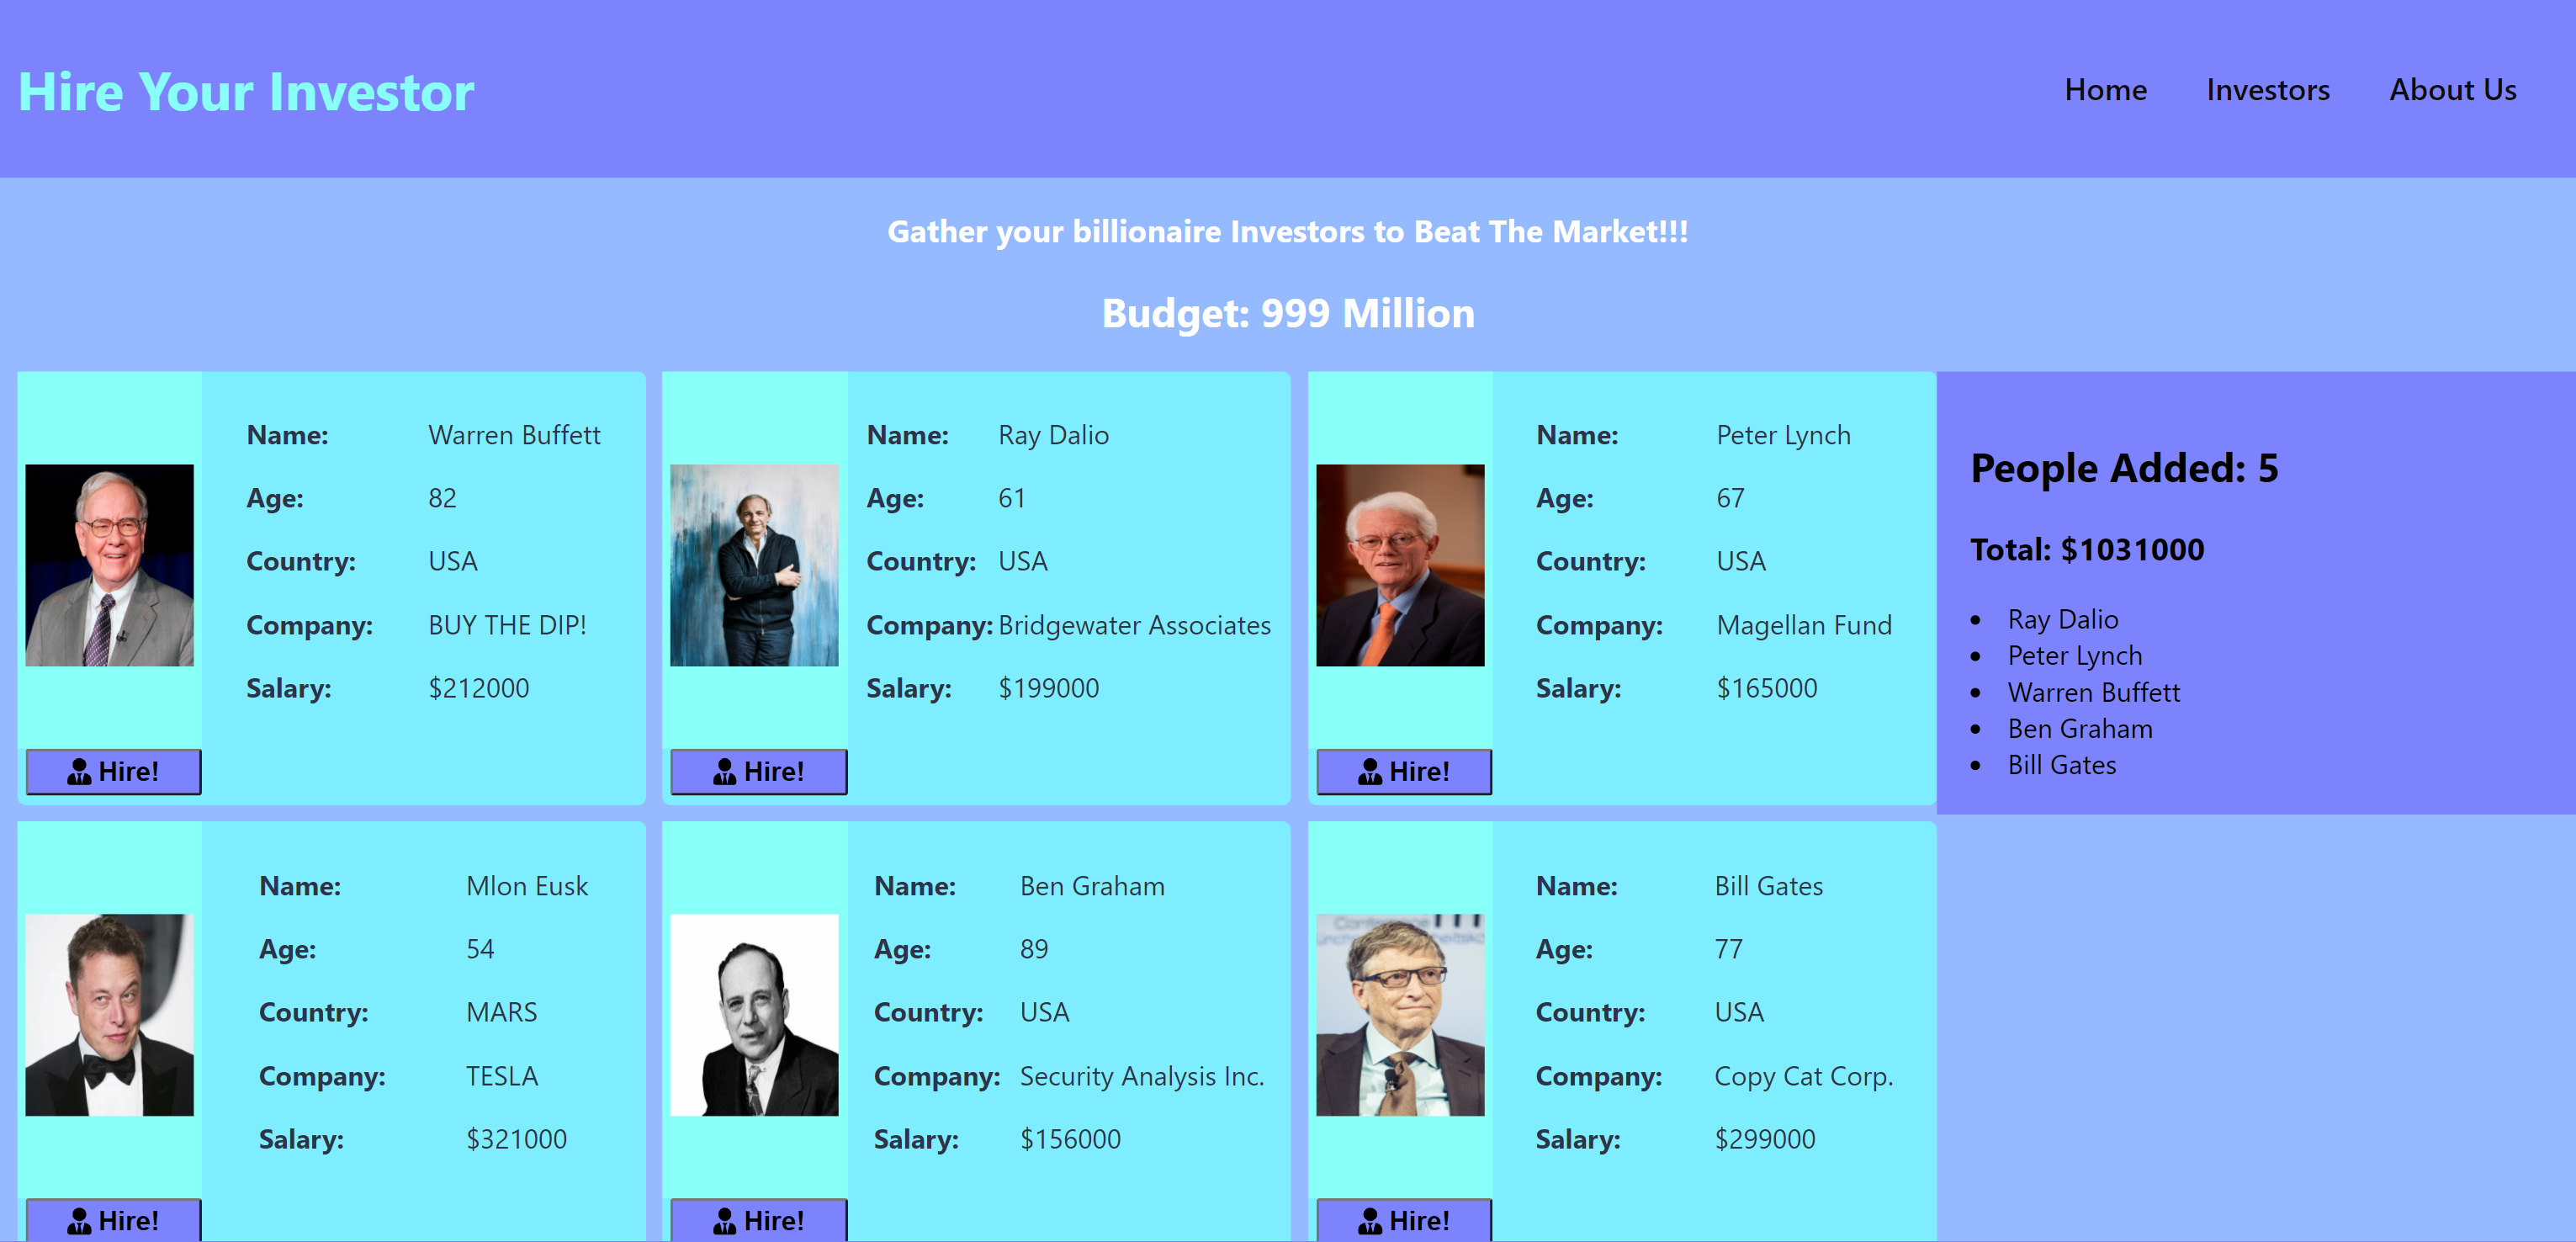 Hire Your Investor
Home
Investors
About Us
Gather your billionaire Investors to Beat The Market!!!
Budget: 999 Million
Name: Warren Buffett
Age: 82
Country: USA
Company: BUY THE DIP!
Salary: $212000
Hire!
Name: Ray Dalio
Age: 61
Country: USA
Company: Bridgewater Associates
Salary: $199000
Hire!
Name: Peter Lynch
Age: 67
Country: USA
Company: Magellan Fund
Salary: $165000
Hire!
People Added: 5
Total: $1031000
Ray Dalio
Peter Lynch
Warren Buffett
Ben Graham
Bill Gates
Name: Mlon Eusk
Age: 54
Country: MARS
Company: TESLA
Salary: $321000
Hire!
Name: Ben Graham
Age: 89
Country: USA
Company: Security Analysis Inc.
Salary: $156000
Hire!
Name: Bill Gates
Age: 77
Country: USA
Company: Copy Cat Corp.
Salary: $299000
Hire!